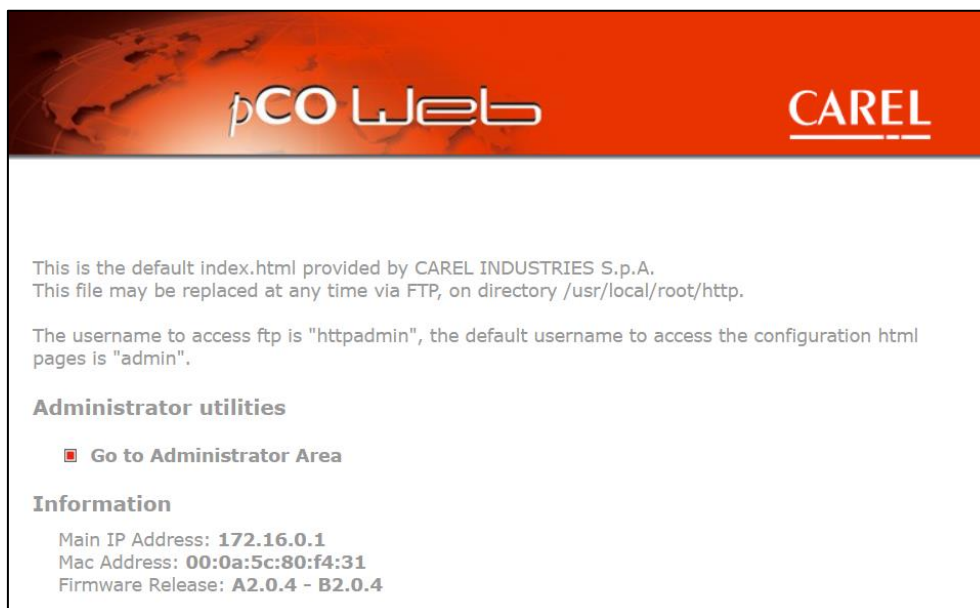 pCO Web
CAREL
This is the default index.html provided by CAREL INDUSTRIES S.p.A.
This file may be replaced at any time via FTP, on directory /usr/local/root/http.
The username to access ftp is "httpadmin", the default username to access the configuration html
pages is "admin".
Administrator utilities
Go to Administrator Area
Information
Main IP Address: 172.16.0.1
Mac Address: 00:0a:5c:80:f4:31
Firmware Release: A2.0.4 - B2.0.4